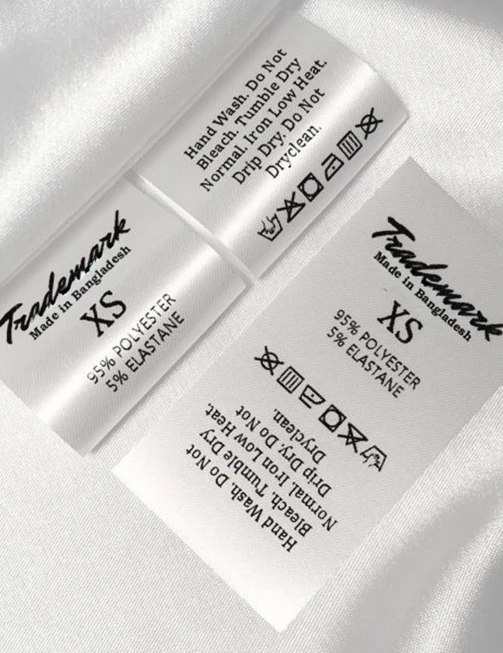 Hand Wash. Do Not
Bleach. Tumble Dry
Normal. Iron Low Heat.
Drip Dry. Do Not
Dryclean.
Trademark
Made in Bangladesh
XS
95% POLYESTER
5% ELASTANE
Trademark
Made in Bangladesh
XS
95% POLYESTER
5% ELASTANE
Hand Wash. Do Not
Bleach. Tumble Dry
Normal. Iron Low Heat.
Drip Dry. Do Not
Dryclean.